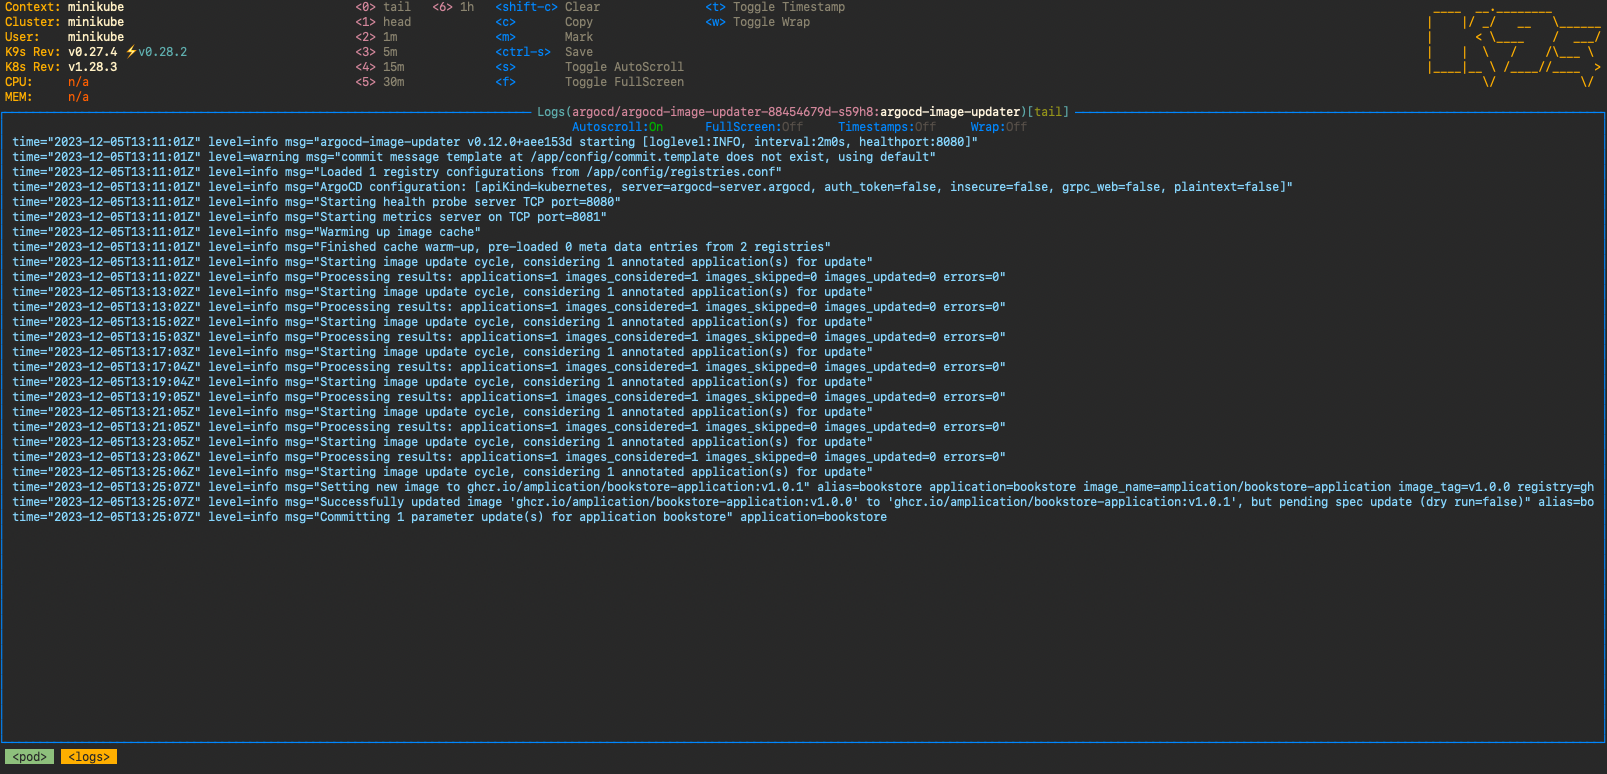 Context: minikube <0> tail <6> 1h <shift-c> Clear <t> Toggle Timestamp
Cluster: minikube <1> head <c> Copy <w> Toggle Wrap
User: minikube <2> 1m <m> Mark
K9s Rev: v0.27.4 ⚡v0.28.2 <3> 5m <ctrl-s> Save
K8s Rev: v1.28.3 <4> 15m <s> Toggle AutoScroll
CPU: n/a <5> 30m <f> Toggle FullScreen
MEM: n/a
Logs(argocd/argocd-image-updater-88454679d-s59h8:argocd-image-updater)[tail]
Autoscroll:On FullScreen:Off Timestamps:Off Wrap:Off
time="2023-12-05T13:11:01Z" level=info msg="argocd-image-updater v0.12.0+aee153d starting [loglevel:INFO, interval:2m0s, healthport:8080]"
time="2023-12-05T13:11:01Z" level=warning msg="commit message template at /app/config/commit.template does not exist, using default"
time="2023-12-05T13:11:01Z" level=info msg="Loaded 1 registry configurations from /app/config/registries.conf"
time="2023-12-05T13:11:01Z" level=info msg="ArgoCD configuration: [apiKind=kubernetes, server=argocd-server.argocd, auth_token=false, insecure=false, grpc_web=false, plaintext=false]"
time="2023-12-05T13:11:01Z" level=info msg="Starting health probe server TCP port=8080"
time="2023-12-05T13:11:01Z" level=info msg="Starting metrics server on TCP port=8081"
time="2023-12-05T13:11:01Z" level=info msg="Warming up image cache"
time="2023-12-05T13:11:01Z" level=info msg="Finished cache warm-up, pre-loaded 0 meta data entries from 2 registries"
time="2023-12-05T13:11:01Z" level=info msg="Starting image update cycle, considering 1 annotated application(s) for update"
time="2023-12-05T13:11:02Z" level=info msg="Processing results: applications=1 images_considered=1 images_skipped=0 images_updated=0 errors=0"
time="2023-12-05T13:13:02Z" level=info msg="Starting image update cycle, considering 1 annotated application(s) for update"
time="2023-12-05T13:13:02Z" level=info msg="Processing results: applications=1 images_considered=1 images_skipped=0 images_updated=0 errors=0"
time="2023-12-05T13:15:02Z" level=info msg="Starting image update cycle, considering 1 annotated application(s) for update"
time="2023-12-05T13:15:03Z" level=info msg="Processing results: applications=1 images_considered=1 images_skipped=0 images_updated=0 errors=0"
time="2023-12-05T13:17:03Z" level=info msg="Starting image update cycle, considering 1 annotated application(s) for update"
time="2023-12-05T13:17:04Z" level=info msg="Processing results: applications=1 images_considered=1 images_skipped=0 images_updated=0 errors=0"
time="2023-12-05T13:19:04Z" level=info msg="Starting image update cycle, considering 1 annotated application(s) for update"
time="2023-12-05T13:19:05Z" level=info msg="Processing results: applications=1 images_considered=1 images_skipped=0 images_updated=0 errors=0"
time="2023-12-05T13:21:05Z" level=info msg="Starting image update cycle, considering 1 annotated application(s) for update"
time="2023-12-05T13:21:05Z" level=info msg="Processing results: applications=1 images_considered=1 images_skipped=0 images_updated=0 errors=0"
time="2023-12-05T13:23:05Z" level=info msg="Starting image update cycle, considering 1 annotated application(s) for update"
time="2023-12-05T13:23:06Z" level=info msg="Processing results: applications=1 images_considered=1 images_skipped=0 images_updated=0 errors=0"
time="2023-12-05T13:25:06Z" level=info msg="Starting image update cycle, considering 1 annotated application(s) for update"
time="2023-12-05T13:25:07Z" level=info msg="Setting new image to ghcr.io/amplication/bookstore-application:v1.0.1" alias=bookstore application=bookstore image_name=amplication/bookstore-application image_tag=v1.0.0 registry=gh
time="2023-12-05T13:25:07Z" level=info msg="Successfully updated image 'ghcr.io/amplication/bookstore-application:v1.0.0' to 'ghcr.io/amplication/bookstore-application:v1.0.1', but pending spec update (dry run=false)" alias=bo
time="2023-12-05T13:25:07Z" level=info msg="Committing 1 parameter update(s) for application bookstore" application=bookstore
<pod> <logs>